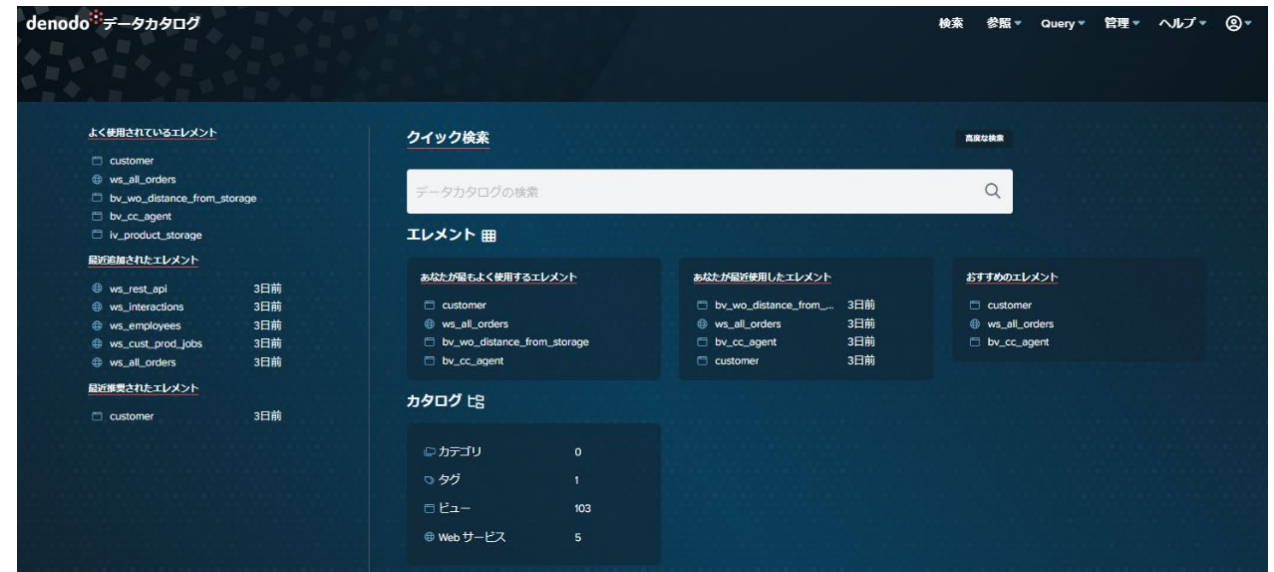 denodo データカタログ
検索 参照 Query 管理 ヘルプ
よく使用されているエレメント
customer
ws_all_orders
bv_wo_distance_from_storage
bv_cc_agent
iv_product_storage
最近追加されたエレメント
ws_rest_api 3日前
ws_interactions 3日前
ws_employees 3日前
ws_cust_prod_jobs 3日前
ws_all_orders 3日前
最近推奨されたエレメント
customer 3日前
クイック検索
高度な検索
データカタログの検索
エレメント
あなたが最もよく使用するエレメント
customer
ws_all_orders
bv_wo_distance_from_storage
bv_cc_agent
あなたが最近使用したエレメント
bv_wo_distance_from_... 3日前
ws_all_orders 3日前
bv_cc_agent 3日前
customer 3日前
おすすめのエレメント
customer
ws_all_orders
bv_cc_agent
カタログ
カテゴリ 0
タグ 1
ビュー 103
Web サービス 5